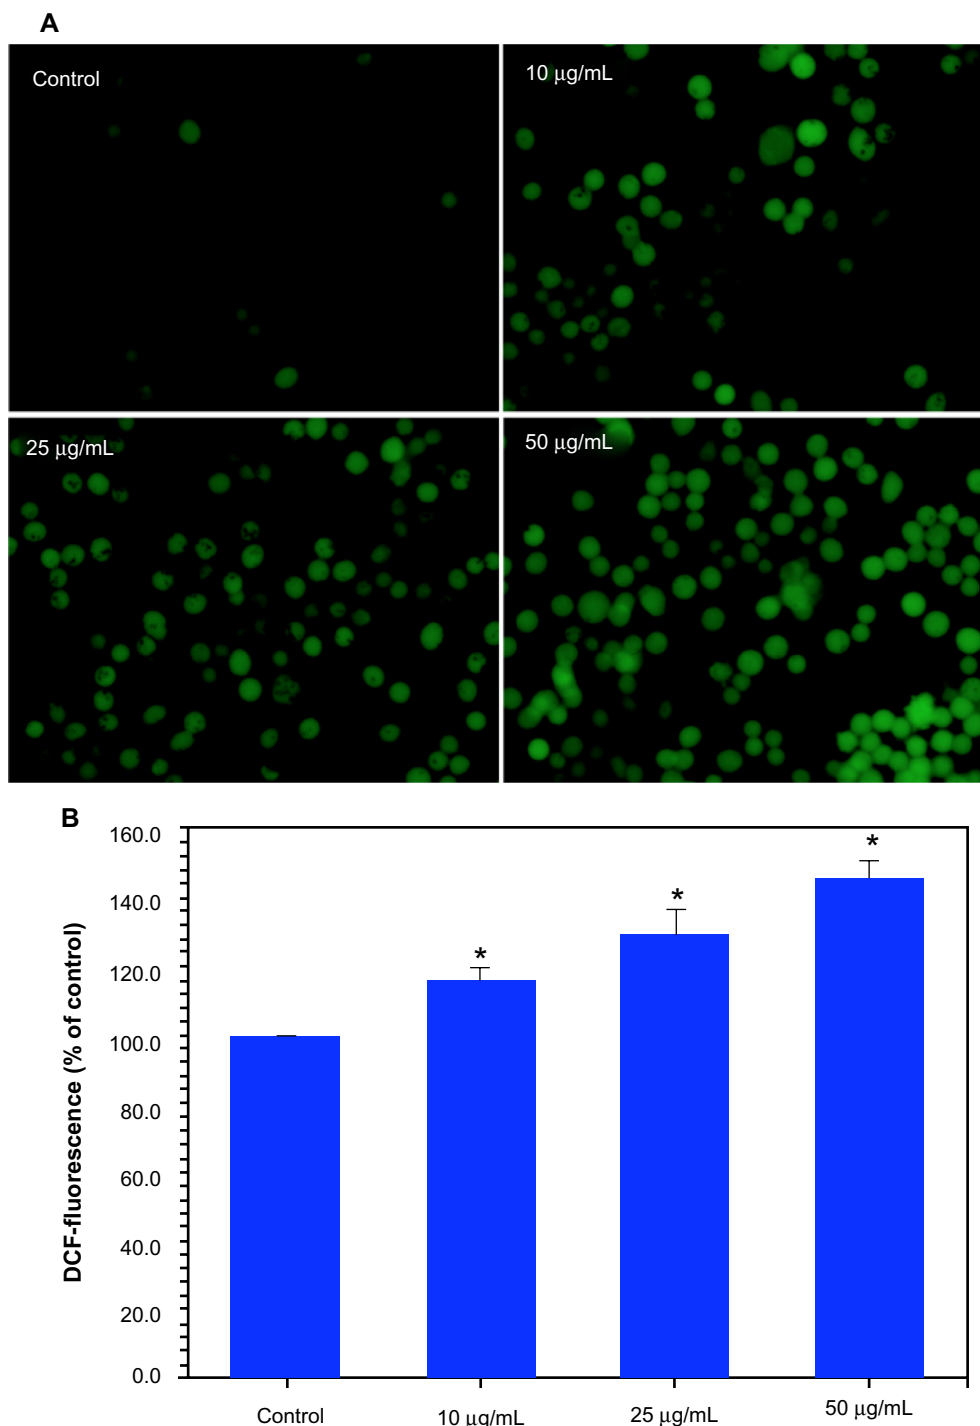 A
Control
10 μg/mL
25 μg/mL
50 μg/mL
B
DCF-fluorescence (% of control)
160.0
140.0
120.0
100.0
80.0
60.0
40.0
20.0
0.0
*
*
*
Control
10 μg/mL
25 μg/mL
50 μg/mL